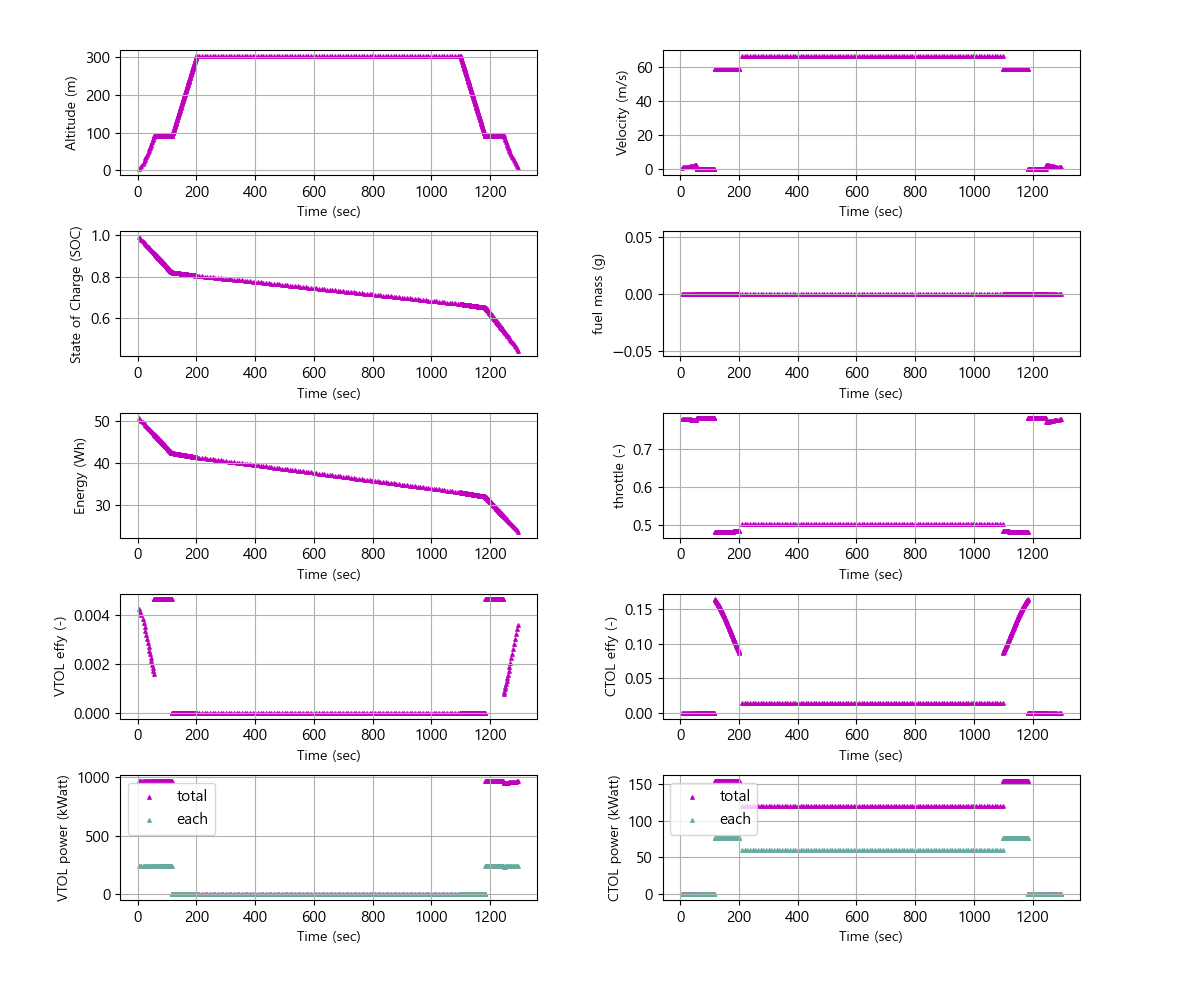 300
200
100
0
Altitude (m)
0 200 400 600 800 1000 1200
Time (sec)
60
40
20
0
Velocity (m/s)
0 200 400 600 800 1000 1200
Time (sec)
1.0
0.8
0.6
State of Charge (SOC)
0 200 400 600 800 1000 1200
Time (sec)
0.05
0.00
−0.05
fuel mass (g)
0 200 400 600 800 1000 1200
Time (sec)
50
40
30
Energy (Wh)
0 200 400 600 800 1000 1200
Time (sec)
0.7
0.6
0.5
throttle (-)
0 200 400 600 800 1000 1200
Time (sec)
0.004
0.002
0.000
VTOL effy (-)
0 200 400 600 800 1000 1200
Time (sec)
0.15
0.10
0.05
0.00
CTOL effy (-)
0 200 400 600 800 1000 1200
Time (sec)
1000
500
0
VTOL power (kWatt)
total
each
0 200 400 600 800 1000 1200
Time (sec)
150
100
50
0
CTOL power (kWatt)
total
each
0 200 400 600 800 1000 1200
Time (sec)